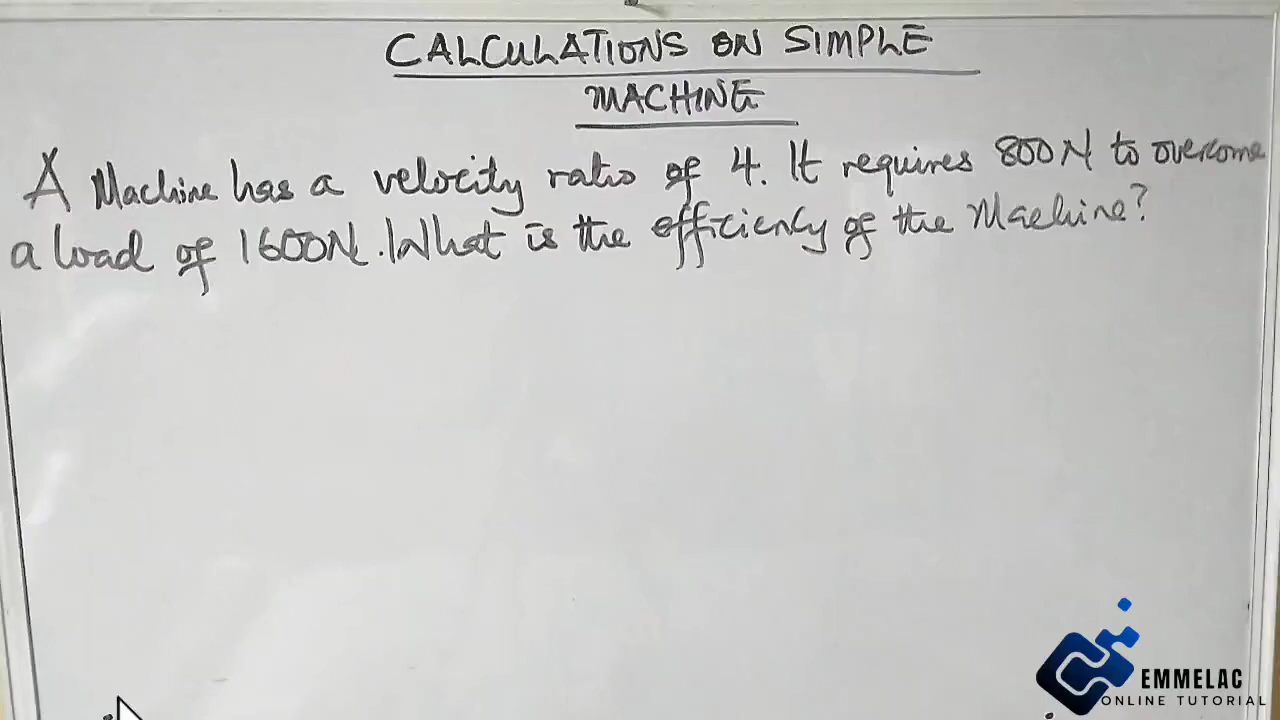 CALCULATIONS ON SIMPLE
MACHINE
A Machine has a velocity ratio of 4. It requires 800N to overcome
a load of 1600N. What is the efficiency of the Machine?
EMMELAC
ONLINE TUTORIAL